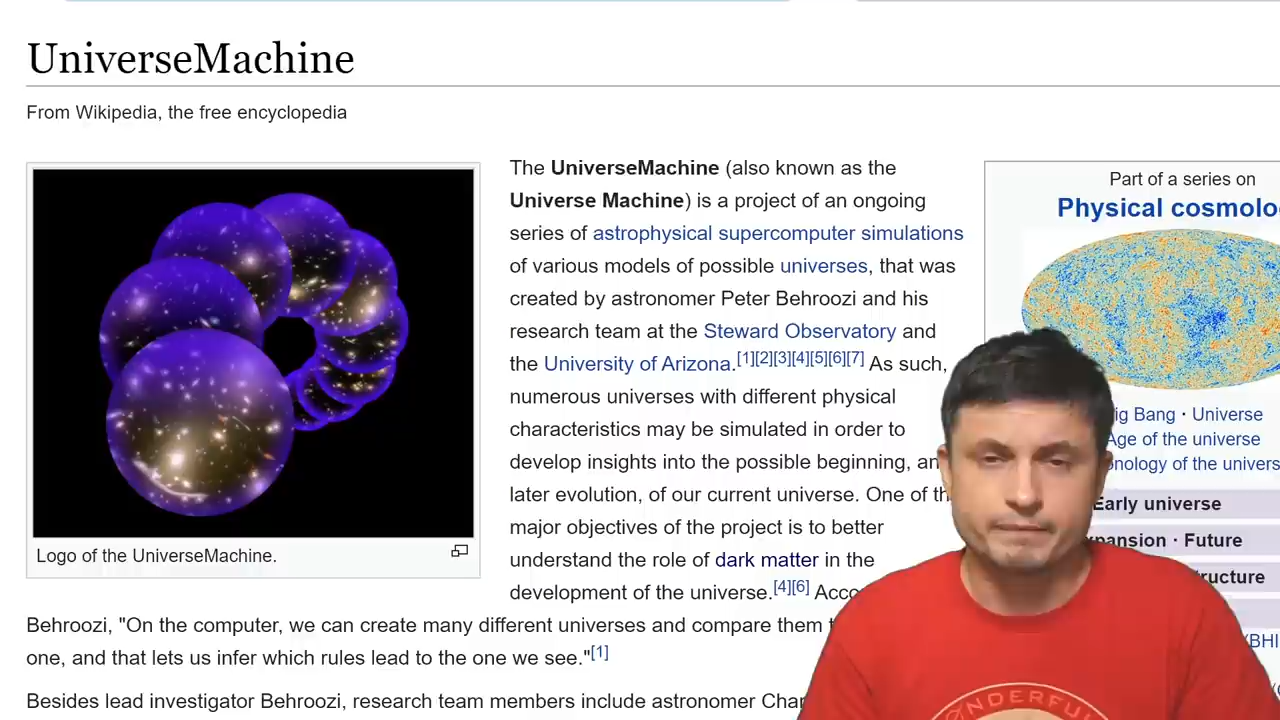 UniverseMachine
From Wikipedia, the free encyclopedia
Logo of the UniverseMachine.
The UniverseMachine (also known as the
Universe Machine) is a project of an ongoing
series of astrophysical supercomputer simulations
of various models of possible universes, that was
created by astronomer Peter Behroozi and his
research team at the Steward Observatory and
the University of Arizona.[1][2][3][4][5][6][7] As such,
numerous universes with different physical
characteristics may be simulated in order to
develop insights into the possible beginning, an
later evolution, of our current universe. One of th
major objectives of the project is to better
understand the role of dark matter in the
development of the universe.[4][6] Acco
Behroozi, "On the computer, we can create many different universes and compare them t
one, and that lets us infer which rules lead to the one we see."[1]
Besides lead investigator Behroozi, research team members include astronomer Char
Part of a series on
Physical cosmolo
ig Bang · Universe
Age of the universe
onology of the univers
Early universe
xpansion · Future
ructure
/BHI
NDERFUL